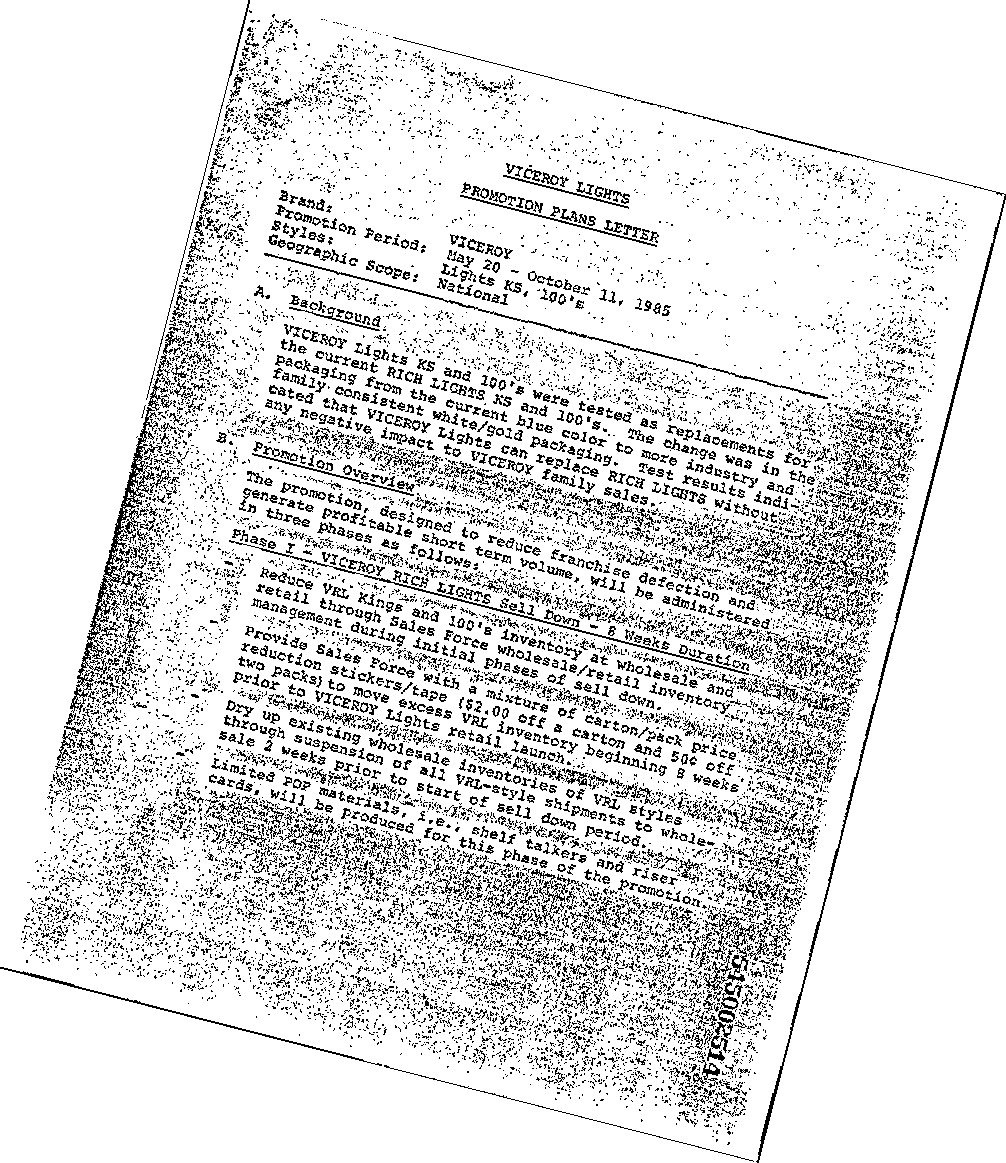 VICEROY LIGHTS
PROMOTION PLANS LETTER
Brand: VICEROY
Promotion Period: May 20 - October 11, 1985
Styles: Lights KS, 100's
Geographic Scope: National
A. Background
VICEROY Lights KS and 100's were tested as replacements for
the current RICH LIGHTS KS and 100's. The change was in the
packaging from the current blue color to more industry and
family consistent white/gold packaging. Test results indi-
cated that VICEROY Lights can replace RICH LIGHTS without
any negative impact to VICEROY family sales.
B. Promotion Overview
The promotion, designed to reduce franchise defection and
generate profitable short term volume, will be administered
in three phases as follows:
Phase I - VICEROY RICH LIGHTS Sell Down - 8 Weeks Duration
- Reduce VRL Kings and 100's inventory at wholesale and
retail through Sales Force wholesale/retail inventory
management during initial phases of sell down.
- Provide Sales Force with a mixture of carton/pack price
reduction stickers/tape ($2.00 off a carton and 50¢ off
two packs) to move excess VRL inventory beginning 8 weeks
prior to VICEROY Lights retail launch.
- Dry up existing wholesale inventories of VRL styles
through suspension of all VRL-style shipments to whole-
sale 2 weeks prior to start of sell down period.
- Limited POP materials, i.e., shelf talkers and riser
cards, will be produced for this phase of the promotion.